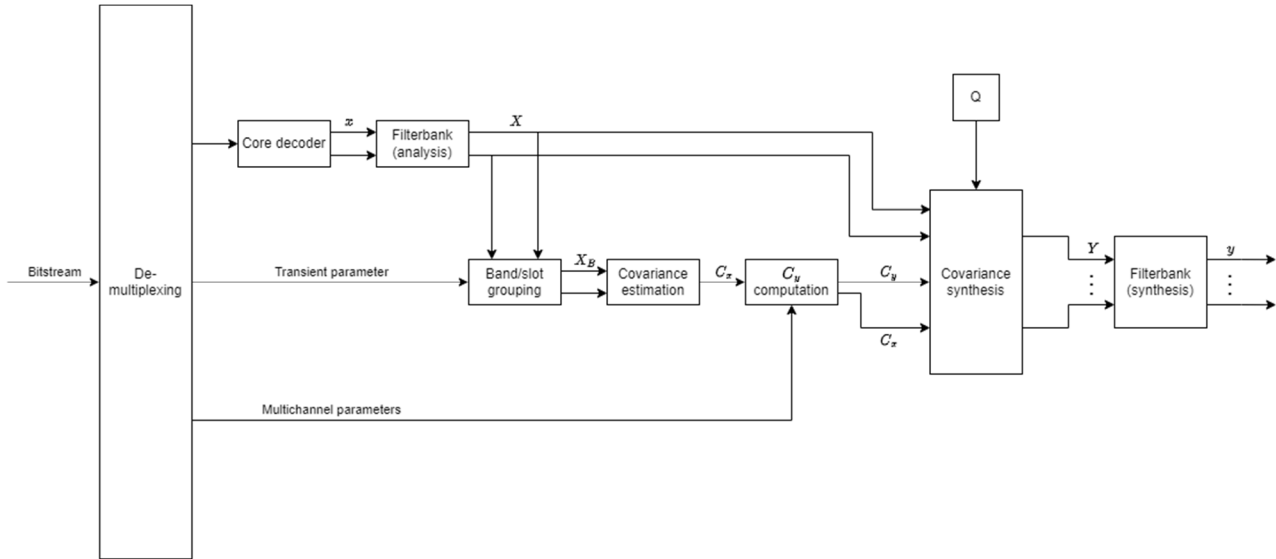 Q
x
X
Core decoder
Filterbank
(analysis)
Bitstream
De-
multiplexing
Transient parameter
Band/slot
grouping
X_B
Covariance
estimation
C_x
C_y
computation
C_y
C_x
Covariance
synthesis
Y
⋮
Filterbank
(synthesis)
y
⋮
Multichannel parameters